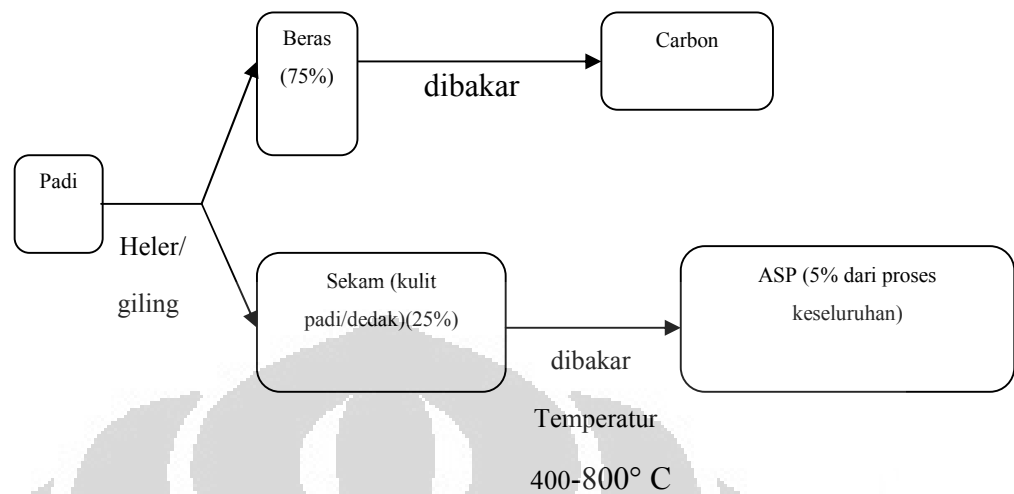 Beras
(75%)
dibakar
Carbon
Padi
Heler/
giling
Sekam (kulit
padi/dedak)(25%)
dibakar
Temperatur
400-800° C
ASP (5% dari proses
keseluruhan)